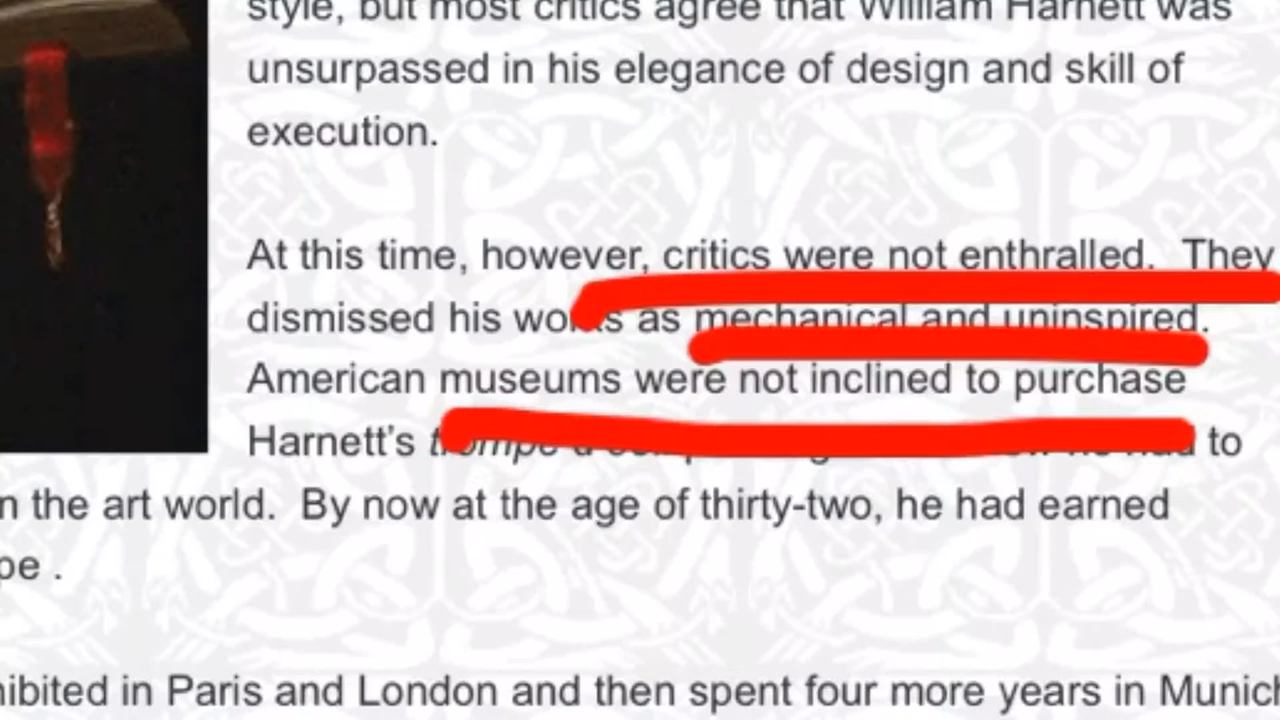 style, but most critics agree that William Harnett was
unsurpassed in his elegance of design and skill of
execution.
At this time, however, critics were not enthralled. They
dismissed his works as mechanical and uninspired.
American museums were not inclined to purchase
Harnett's to
the art world. By now at the age of thirty-two, he had earned
in Paris and London and then spent four more years in